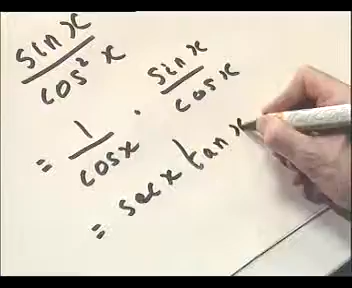 sin x / cos² x
= 1 / cos x · sin x / cos x
= sec x tan x